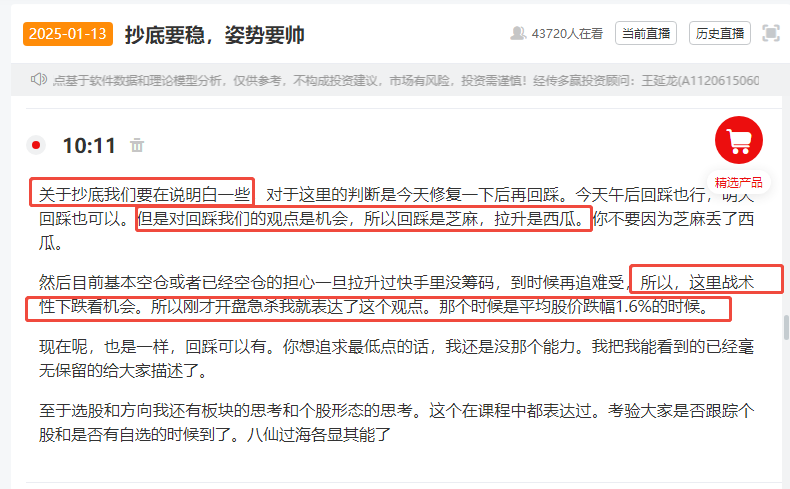 2025-01-13 抄底要稳，姿势要帅
43720人在看 当前直播 历史直播
点基于软件数据和理论模型分析，仅供参考，不构成投资建议，市场有风险，投资需谨慎！经传多赢投资顾问：王延龙(A1120615060
10:11
精选产品
关于抄底我们要在说明白一些 对于这里的判断是今天修复一下后再回踩。今天午后回踩也行，明天
回踩也可以。但是对回踩我们的观点是机会，所以回踩是芝麻，拉升是西瓜。你不要因为芝麻丢了西
瓜。
然后目前基本空仓或者已经空仓的担心一旦拉升过快手里没筹码，到时候再追难受，所以，这里战术
性下跌看机会。所以刚才开盘急杀我就表达了这个观点。那个时候是平均股价跌幅1.6%的时候。
现在呢，也是一样，回踩可以有。你想追求最低点的话，我还是没那个能力。我把我能看到的已经毫
无保留的给大家描述了。
至于选股和方向我还有板块的思考和个股形态的思考。这个在课程中都表达过。考验大家是否跟踪个
股和是否有自选的时候到了。八仙过海各显其能了